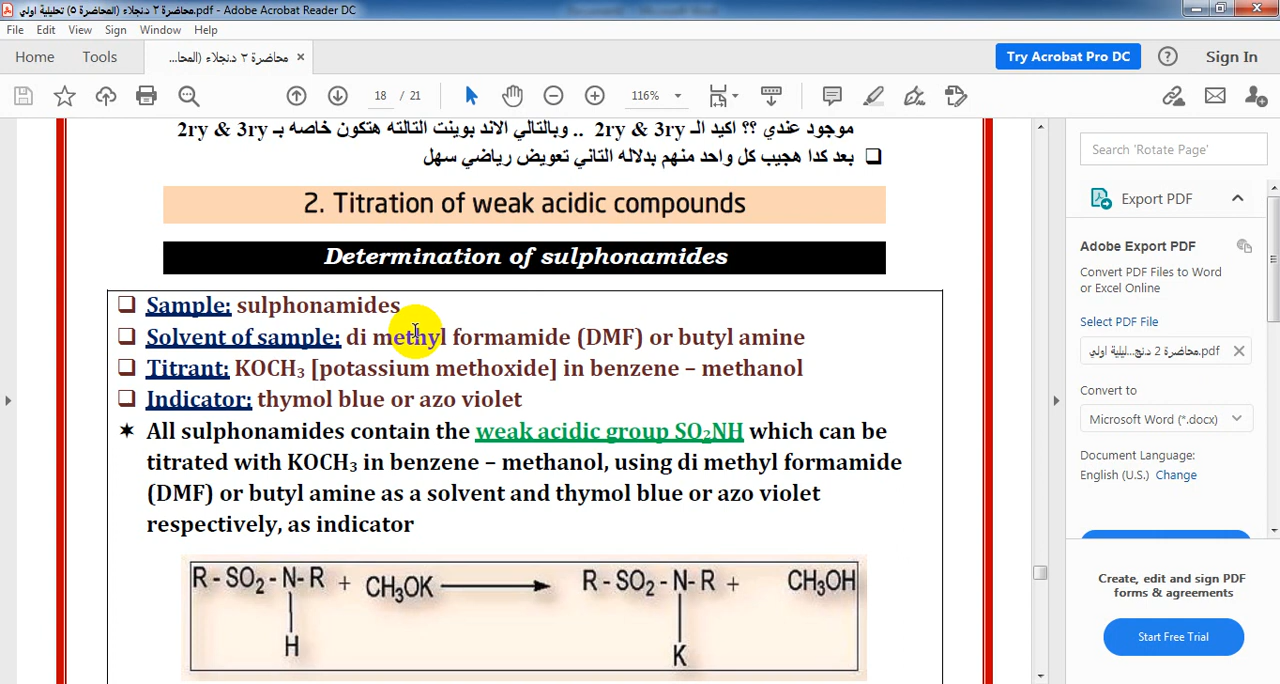 محاضرة ٣ د.نجلاء (المحاضرة ٥) تحليلية اولي.pdf - Adobe Acrobat Reader DC
File Edit View Sign Window Help
Home Tools محاضرة ٣ د.نجلاء (المحا... × Try Acrobat Pro DC Sign In
18 / 21 116%
موجود عندي ؟؟ اكيد الـ 2ry & 3ry .. وبالتالي الاند بوينت التالته هتكون خاصه بـ 2ry & 3ry
بعد كدا هجيب كل واحد منهم بدلاله التاني تعويض رياضي سهل
2. Titration of weak acidic compounds
Determination of sulphonamides
Sample: sulphonamides
Solvent of sample: di methyl formamide (DMF) or butyl amine
Titrant: KOCH₃ [potassium methoxide] in benzene – methanol
Indicator: thymol blue or azo violet
All sulphonamides contain the weak acidic group SO₂NH which can be
titrated with KOCH₃ in benzene – methanol, using di methyl formamide
(DMF) or butyl amine as a solvent and thymol blue or azo violet
respectively, as indicator
R - SO₂ - N- R + CH₃OK ⟶ R - SO₂ - N- R + CH₃OH
H K
Search 'Rotate Page'
Export PDF
Adobe Export PDF
Convert PDF Files to Word
or Excel Online
Select PDF File
محاضرة 2 د.نج...ليلية اولي.pdf
Convert to
Microsoft Word (*.docx)
Document Language:
English (U.S.) Change
Create, edit and sign PDF
forms & agreements
Start Free Trial